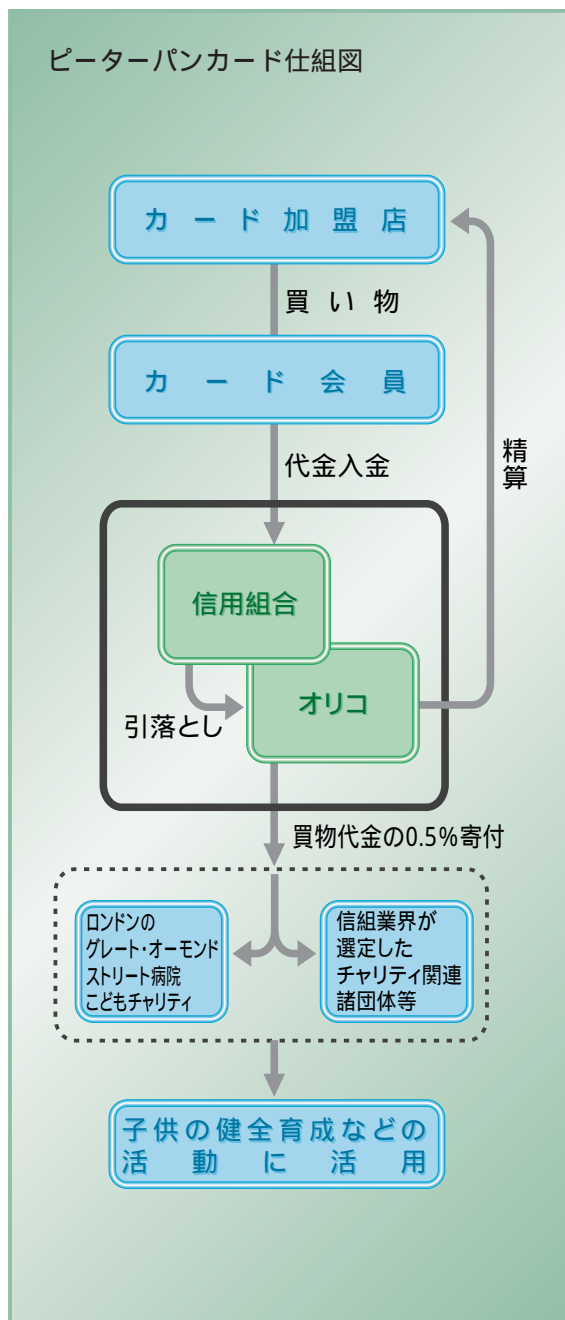 ピーターパンカード仕組図
カード加盟店
買い物
カード会員
代金入金
精算
信用組合
オリコ
引落とし
買物代金の0.5%寄付
ロンドンの
グレート・オーモンド
ストリート病院
こどもチャリティ
信組業界が
選定した
チャリティ関連
諸団体等
子供の健全育成などの
活動に活用